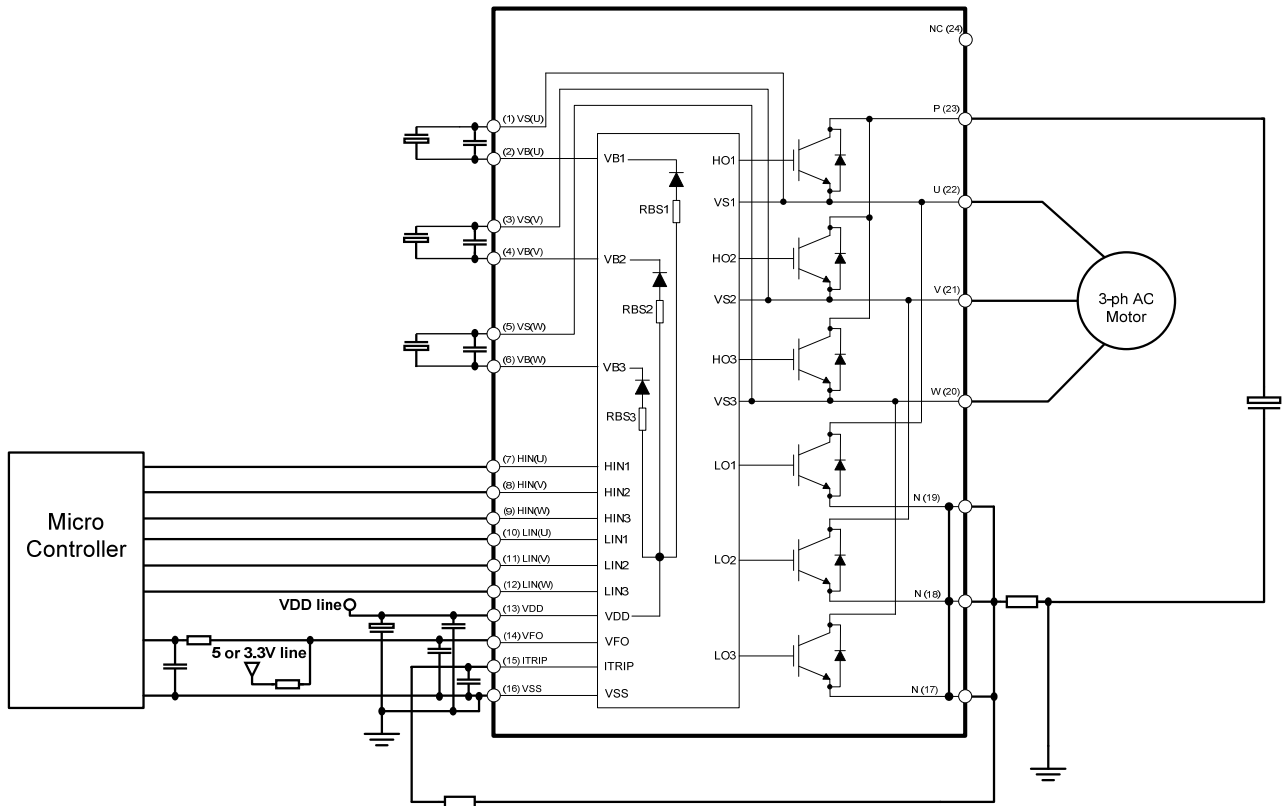 NC (24)
(1) VS(U)
(2) VB(U)
(3) VS(V)
(4) VB(V)
(5) VS(W)
(6) VB(W)
(7) HIN(U)
(8) HIN(V)
(9) HIN(W)
(10) LIN(U)
(11) LIN(V)
(12) LIN(W)
(13) VDD
(14) VFO
(15) ITRIP
(16) VSS
VB1
RBS1
VB2
RBS2
VB3
RBS3
HIN1
HIN2
HIN3
LIN1
LIN2
LIN3
VDD
VFO
ITRIP
VSS
HO1
VS1
HO2
VS2
HO3
VS3
LO1
LO2
LO3
P (23)
U (22)
V (21)
W (20)
N (19)
N (18)
N (17)
3-ph AC
Motor
Micro
Controller
VDD line
5 or 3.3V line